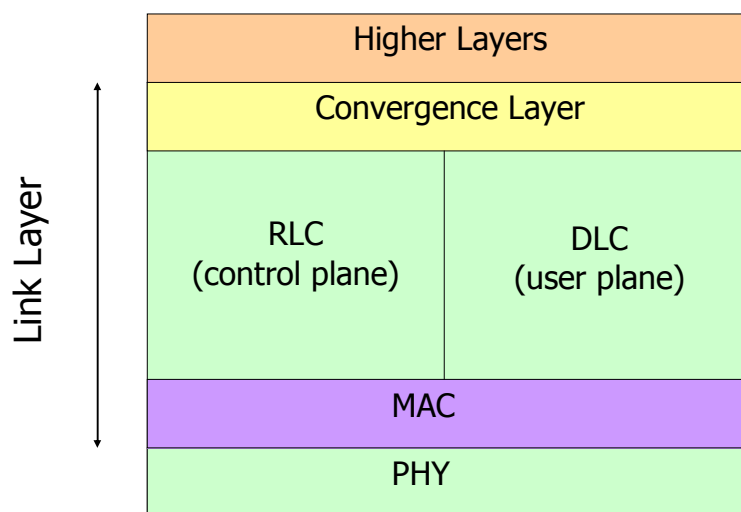 Higher Layers
Convergence Layer
Link Layer
RLC
(control plane)
DLC
(user plane)
MAC
PHY